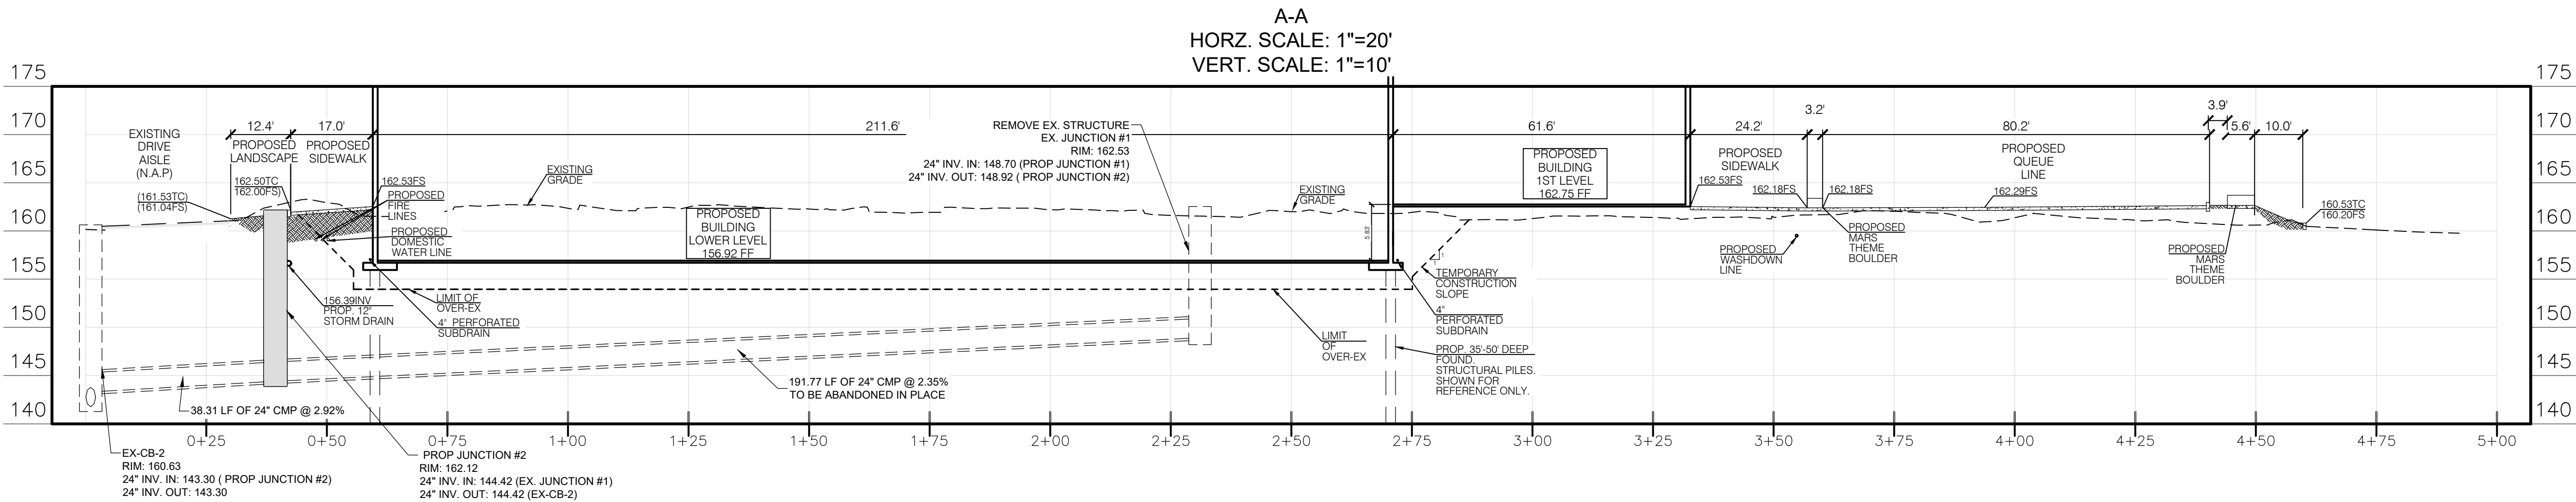 A-A
HORZ. SCALE: 1"=20'
VERT. SCALE: 1"=10'
175
170
165
160
155
150
145
140
175
170
165
160
155
150
145
140
12.4'
17.0'
211.6'
61.6'
24.2'
3.2'
80.2'
3.9'
5.6'
10.0'
EXISTING
DRIVE
AISLE
(N.A.P)
PROPOSED
LANDSCAPE
PROPOSED
SIDEWALK
(161.53TC)
(161.04FS)
162.50TC
162.00FS)
162.53FS
PROPOSED
FIRE
LINES
PROPOSED
DOMESTIC
WATER LINE
EXISTING
GRADE
PROPOSED
BUILDING
LOWER LEVEL
156.92 FF
REMOVE EX. STRUCTURE
EX. JUNCTION #1
RIM: 162.53
24" INV. IN: 148.70 (PROP JUNCTION #1)
24" INV. OUT: 148.92 ( PROP JUNCTION #2)
EXISTING
GRADE
5.83'
PROPOSED
BUILDING
1ST LEVEL
162.75 FF
PROPOSED
SIDEWALK
162.53FS
162.18FS
162.18FS
PROPOSED
QUEUE
LINE
162.29FS
160.53TC
160.20FS
PROPOSED
WASHDOWN
LINE
PROPOSED
MARS
THEME
BOULDER
PROPOSED
MARS
THEME
BOULDER
1
1
TEMPORARY
CONSTRUCTION
SLOPE
4"
PERFORATED
SUBDRAIN
PROP. 35'-50' DEEP
FOUND.
STRUCTURAL PILES.
SHOWN FOR
REFERENCE ONLY.
LIMIT
OF
OVER-EX
156.39INV
PROP. 12"
STORM DRAIN
LIMIT OF
OVER-EX
4" PERFORATED
SUBDRAIN
191.77 LF OF 24" CMP @ 2.35%
TO BE ABANDONED IN PLACE
38.31 LF OF 24" CMP @ 2.92%
0+25
0+50
0+75
1+00
1+25
1+50
1+75
2+00
2+25
2+50
2+75
3+00
3+25
3+50
3+75
4+00
4+25
4+50
4+75
5+00
EX-CB-2
RIM: 160.63
24" INV. IN: 143.30 ( PROP JUNCTION #2)
24" INV. OUT: 143.30
PROP JUNCTION #2
RIM: 162.12
24" INV. IN: 144.42 (EX. JUNCTION #1)
24" INV. OUT: 144.42 (EX-CB-2)